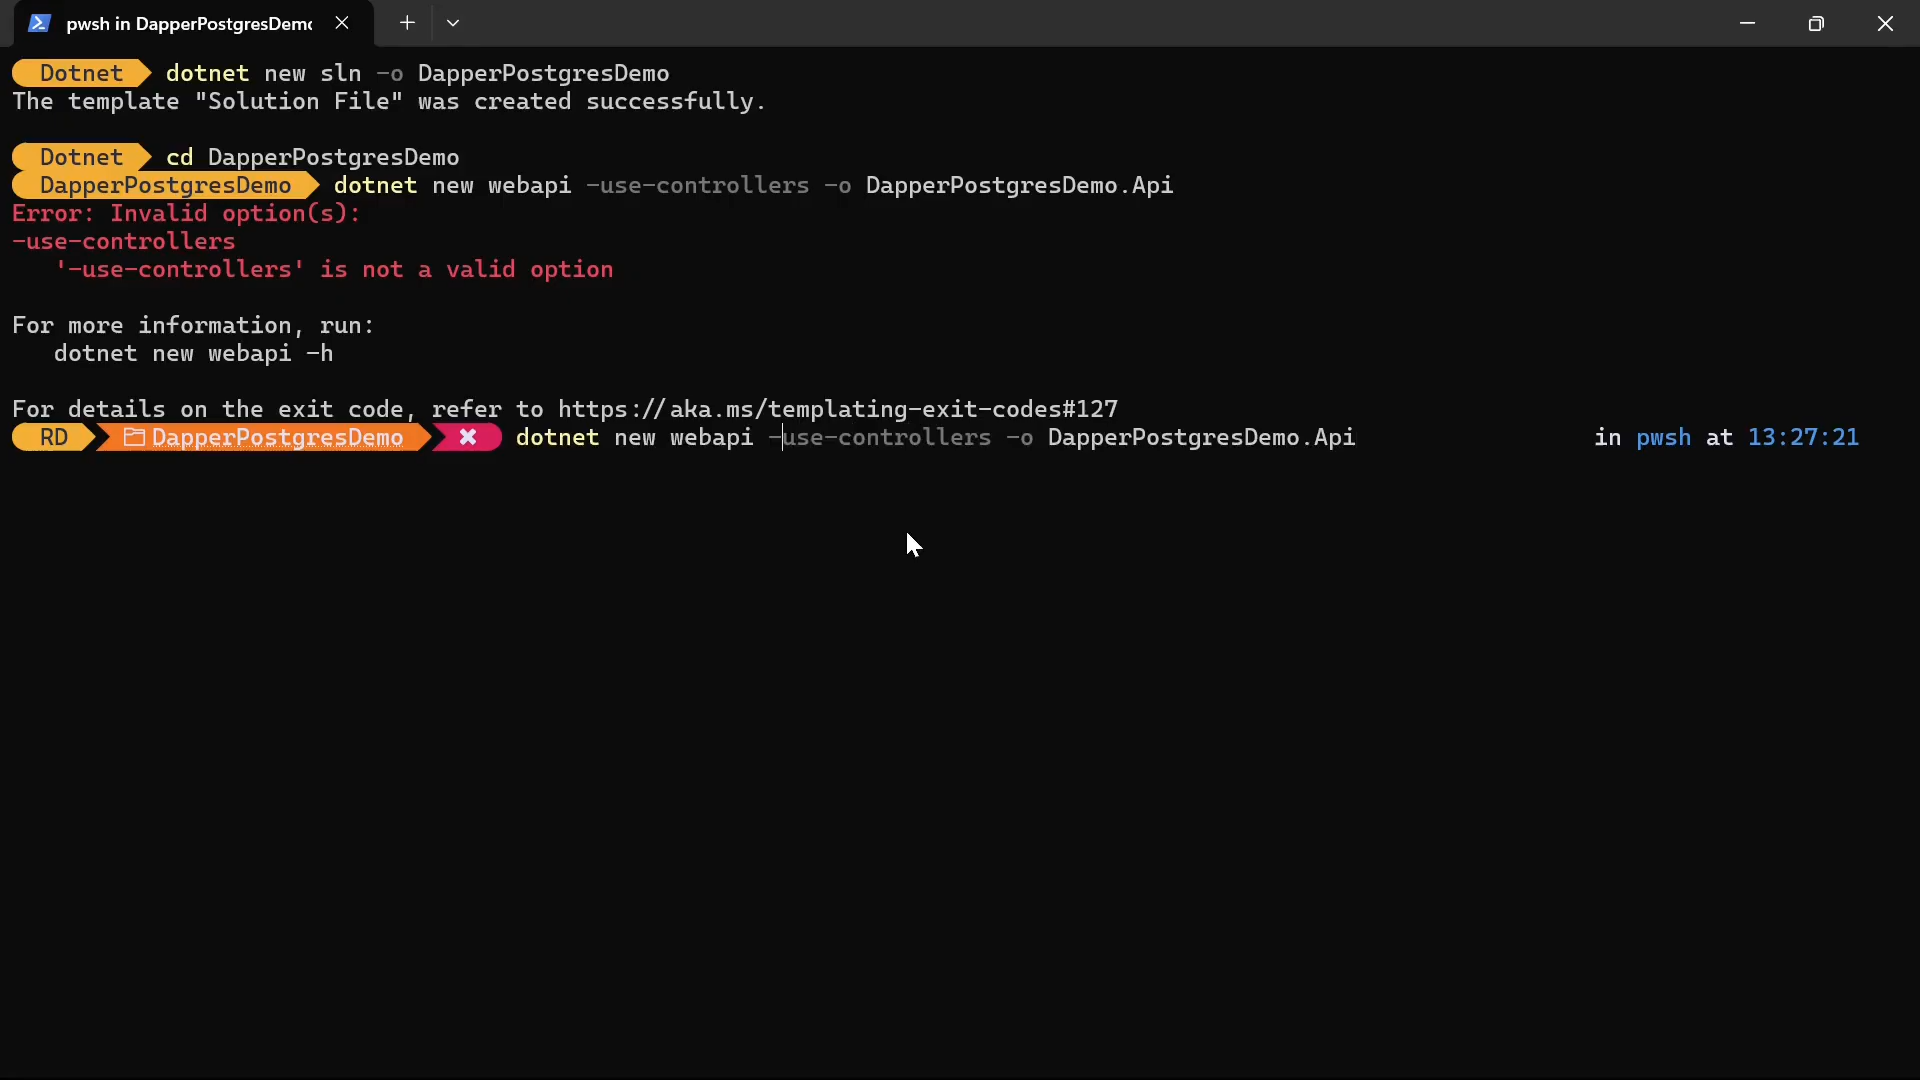 pwsh in DapperPostgresDem
Dotnet dotnet new sln -o DapperPostgresDemo
The template "Solution File" was created successfully.
Dotnet cd DapperPostgresDemo
DapperPostgresDemo dotnet new webapi -use-controllers -o DapperPostgresDemo.Api
Error: Invalid option(s):
-use-controllers
'-use-controllers' is not a valid option
For more information, run:
dotnet new webapi -h
For details on the exit code, refer to https://aka.ms/templating-exit-codes#127
RD DapperPostgresDemo dotnet new webapi -use-controllers -o DapperPostgresDemo.Api in pwsh at 13:27:21